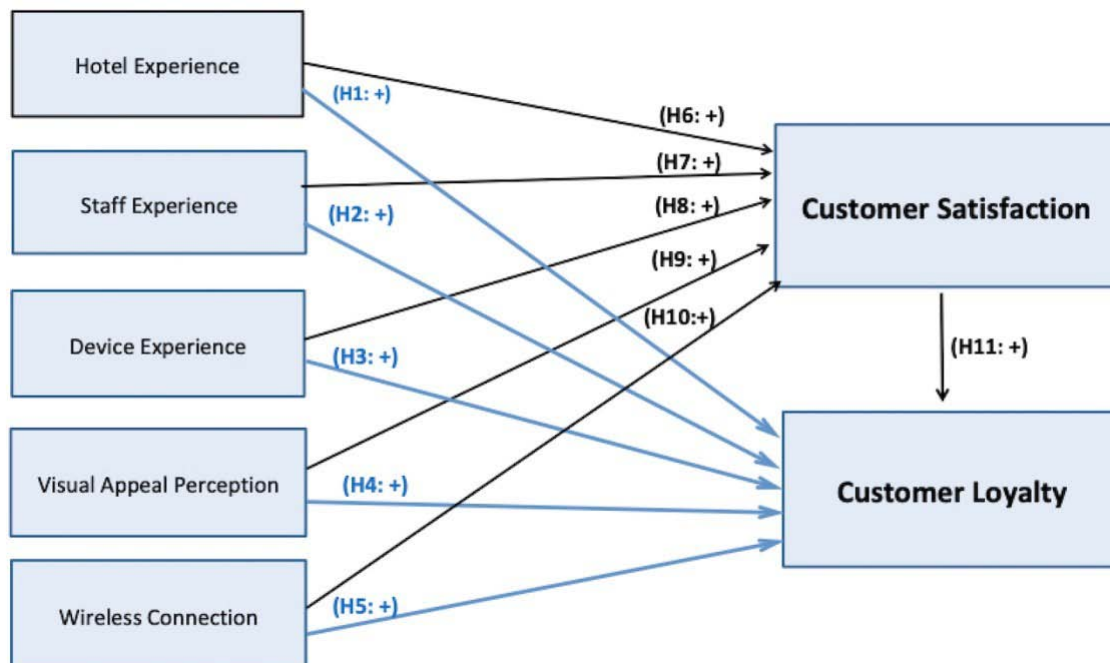 Hotel Experience
(H1: +)
(H6: +)
(H7: +)
Staff Experience
(H2: +)
(H8: +)
Customer Satisfaction
(H9: +)
(H10:+)
Device Experience
(H3: +)
(H11: +)
Visual Appeal Perception
(H4: +)
Customer Loyalty
Wireless Connection
(H5: +)